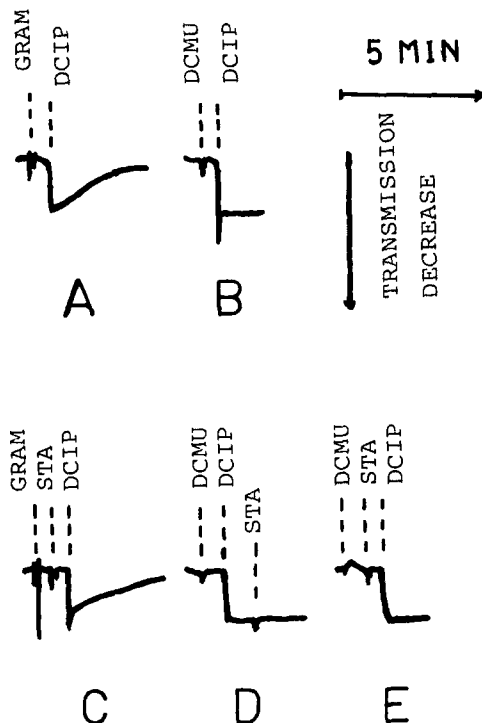 GRAM
DCIP
DCMU
DCIP
5 MIN
TRANSMISSION
DECREASE
A
B
GRAM
STA
DCIP
DCMU
DCIP
STA
DCMU
STA
DCIP
C
D
E